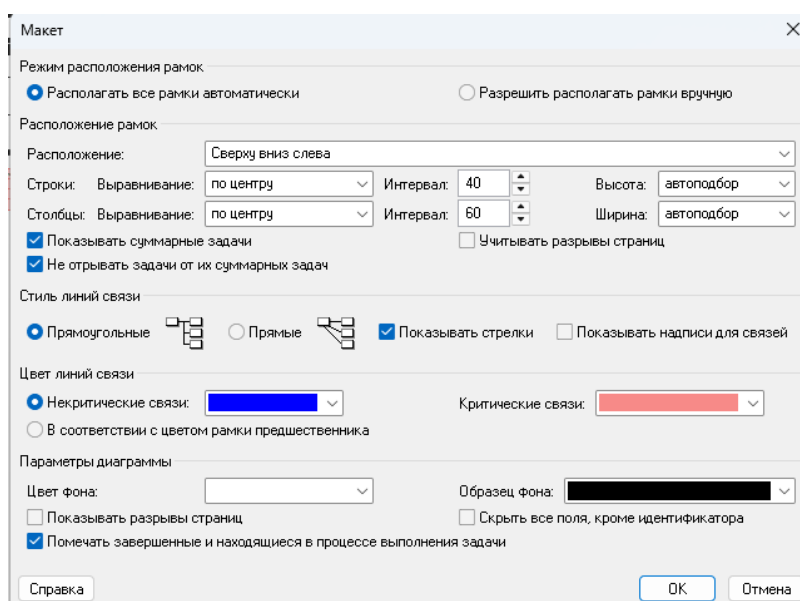 Макет
Режим расположения рамок
Располагать все рамки автоматически Разрешить располагать рамки вручную
Расположение рамок
Расположение: Сверху вниз слева
Строки: Выравнивание: по центру Интервал: 40 Высота: автоподбор
Столбцы: Выравнивание: по центру Интервал: 60 Ширина: автоподбор
Показывать суммарные задачи Учитывать разрывы страниц
Не отрывать задачи от их суммарных задач
Стиль линий связи
Прямоугольные Прямые Показывать стрелки Показывать надписи для связей
Цвет линий связи
Некритические связи: Критические связи:
В соответствии с цветом рамки предшественника
Параметры диаграммы
Цвет фона: Образец фона:
Показывать разрывы страниц Скрыть все поля, кроме идентификатора
Помечать завершенные и находящиеся в процессе выполнения задачи
Справка OK Отмена